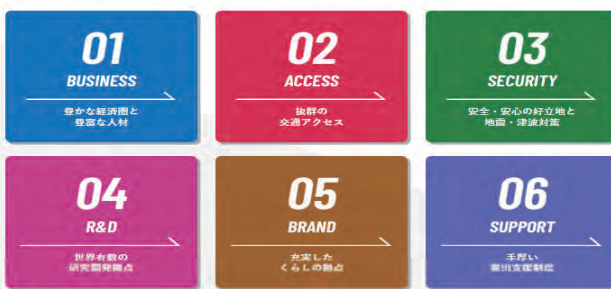 01
BUSINESS
豊かな経済圏と
豊富な人材
02
ACCESS
抜群の
交通アクセス
03
SECURITY
安全・安心の好立地と
地震・津波対策
04
R&D
世界有数の
研究開発拠点
05
BRAND
充実した
くらしの拠点
06
SUPPORT
手厚い
支援制度